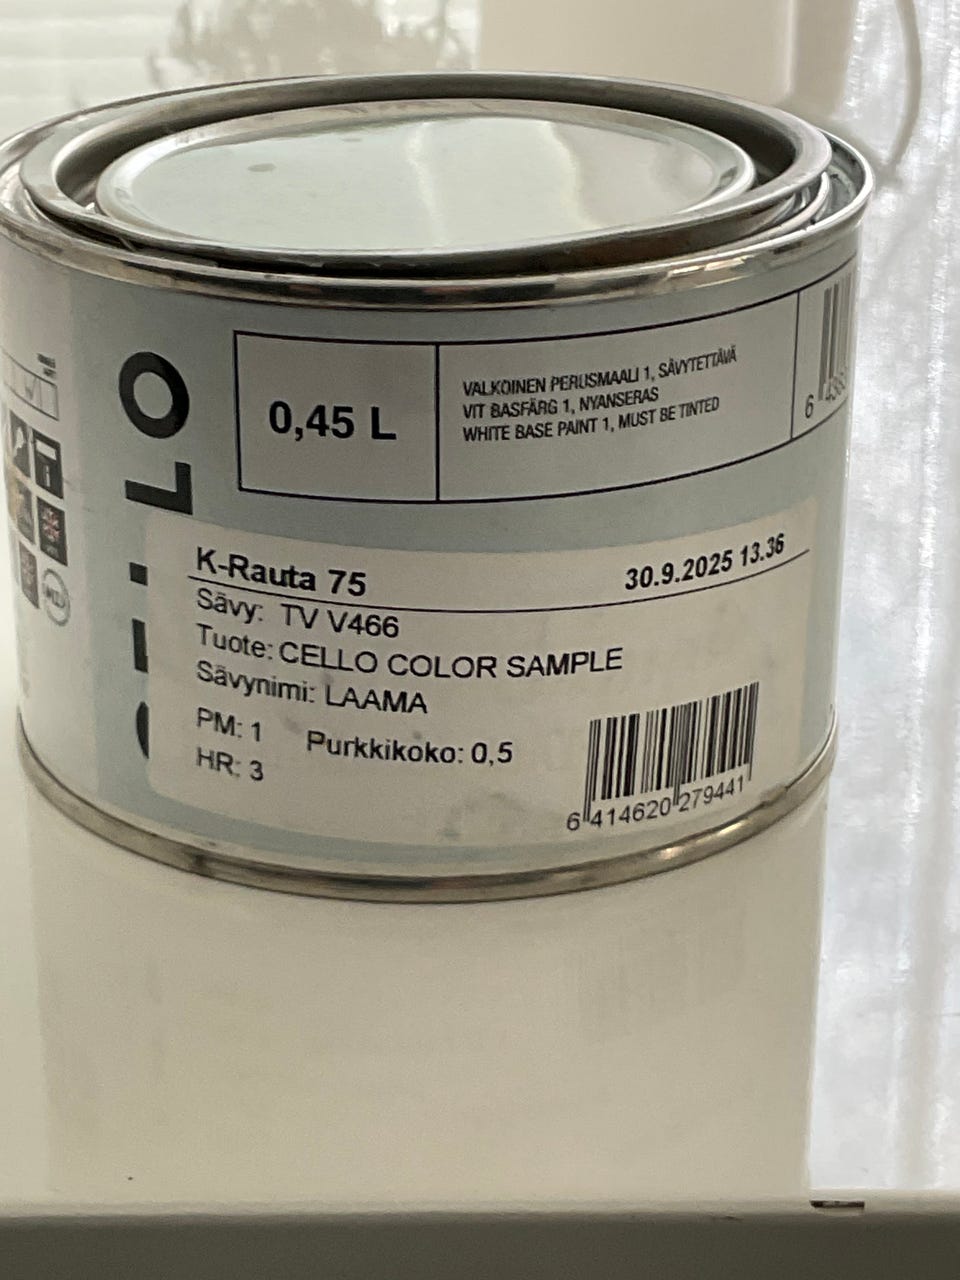 0,45 L
VALKOINEN PERUSMAALI 1, SÄVYTETTÄVÄ
VIT BASFÄRG 1, NYANSERAS
WHITE BASE PAINT 1, MUST BE TINTED
K-Rauta 75 30.9.2025 13.36
Sävy: TV V466
Tuote: CELLO COLOR SAMPLE
Sävynimi: LAAMA
PM: 1 Purkkikoko: 0,5
HR: 3
6 414620 279441